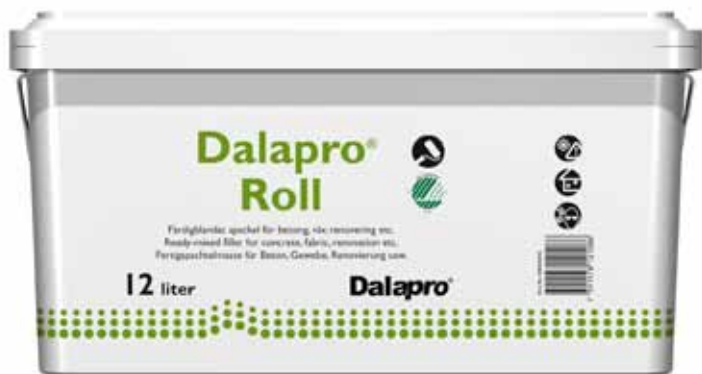 Dalapro®
Roll
Färdigblandat spackel för betong, väv, renovering etc.
Ready-mixed filler for concrete, fabric, renovation etc.
Fertigspachtelmasse für Beton, Gewebe, Renovierung usw.
12 liter
Dalapro®